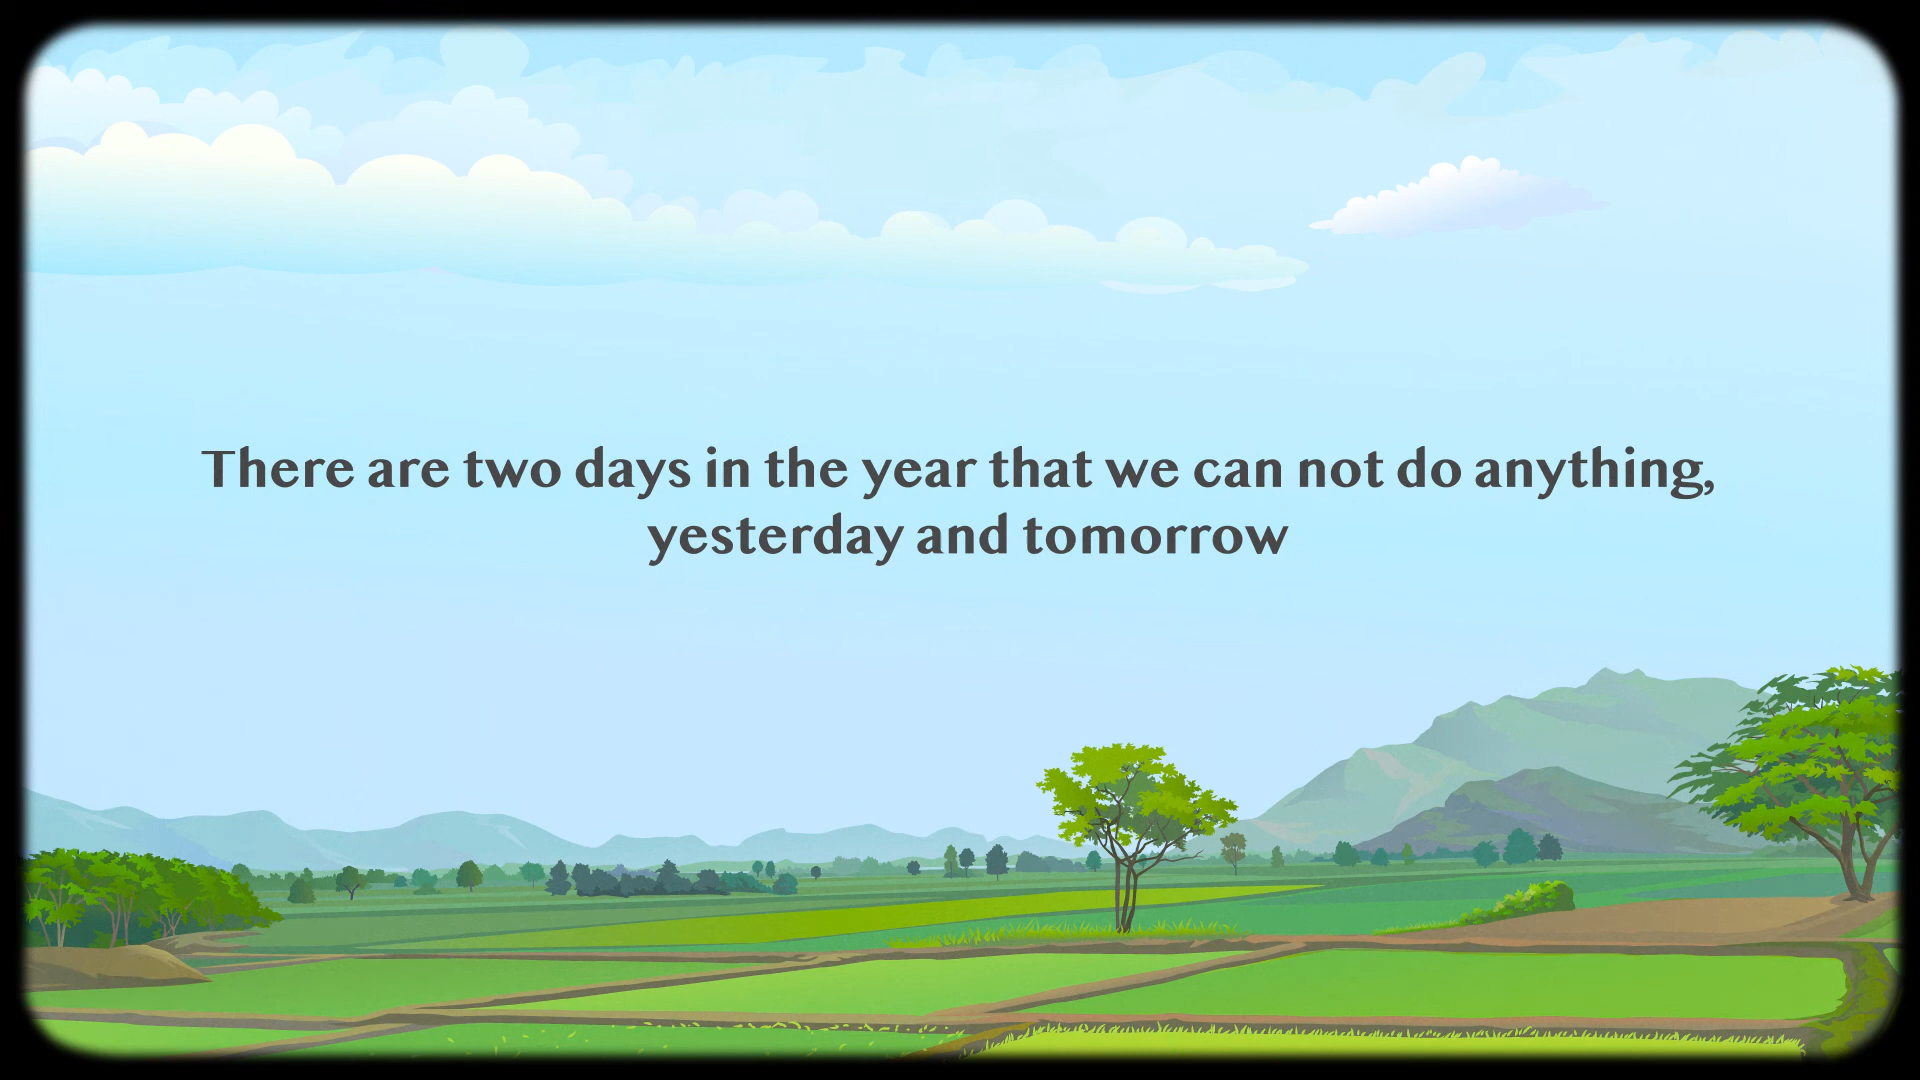 There are two days in the year that we can not do anything,
yesterday and tomorrow